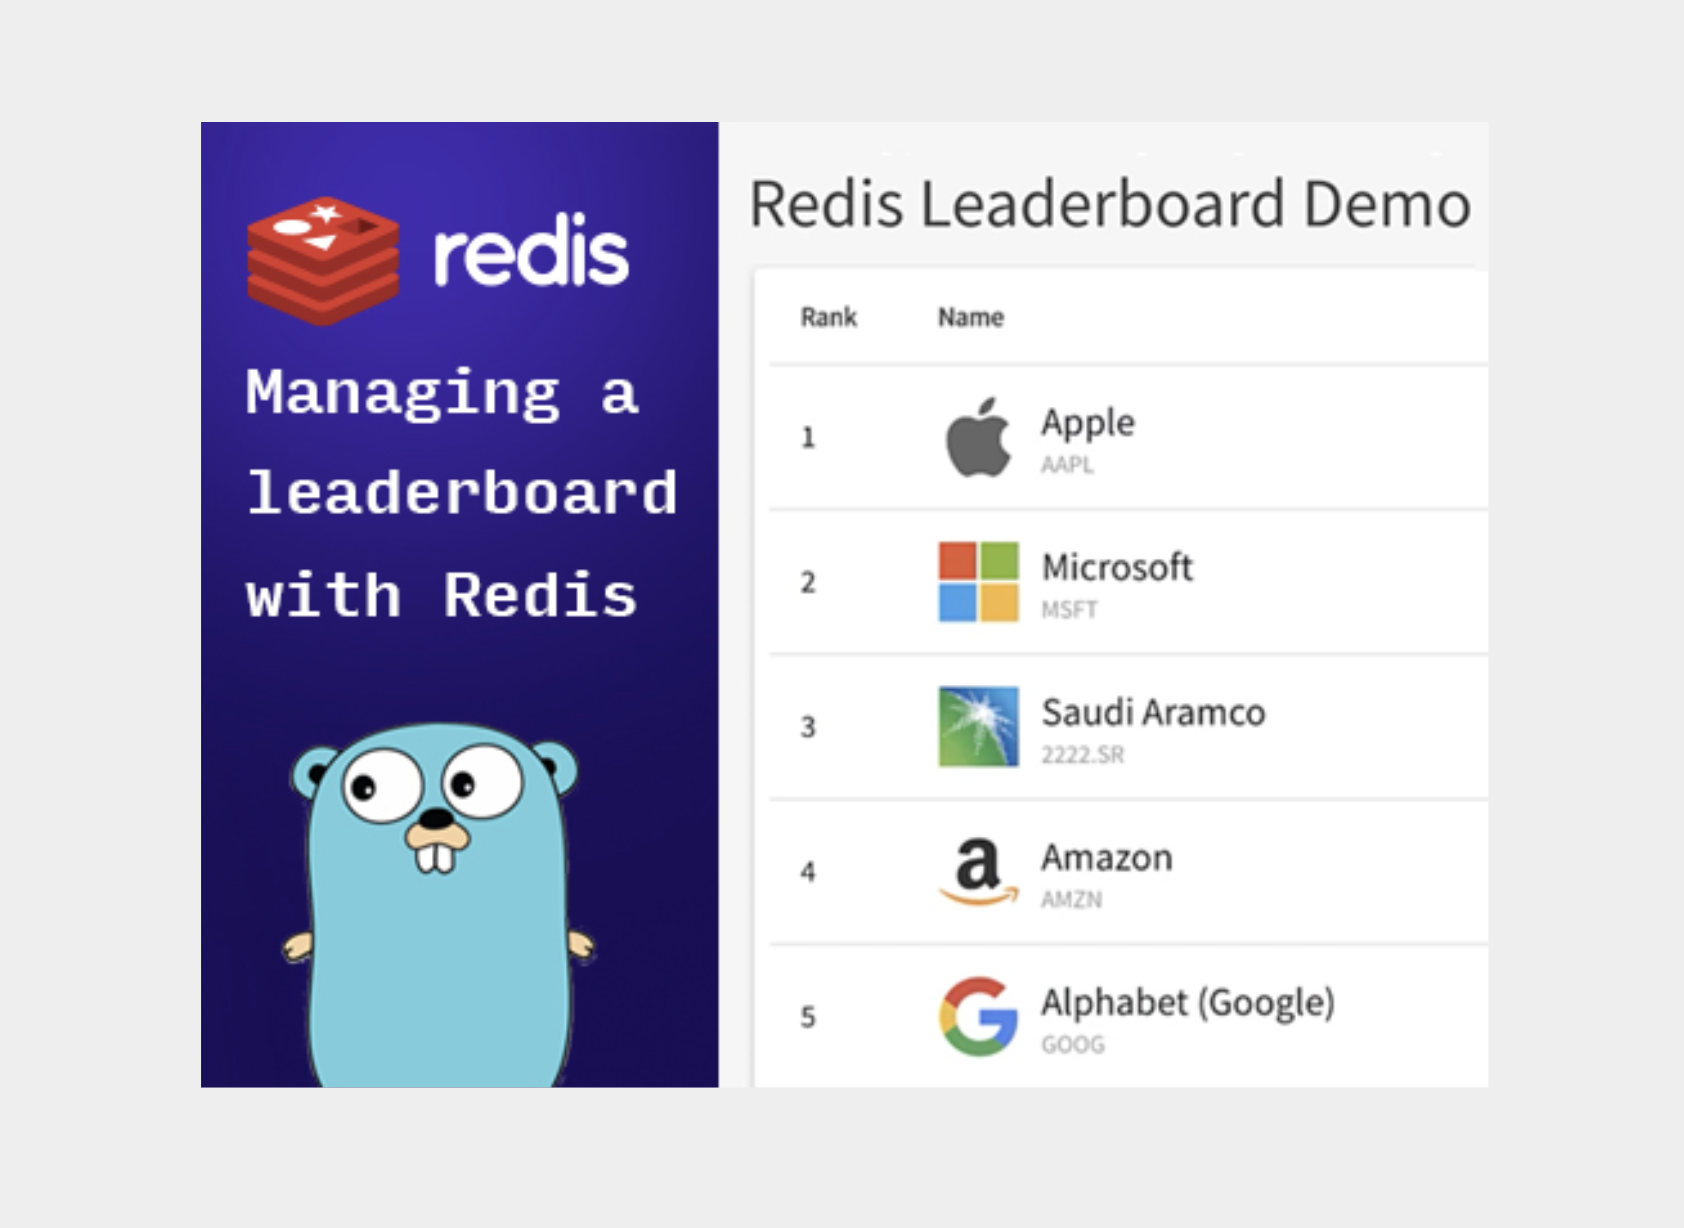 redis
Managing a
leaderboard
with Redis
Redis Leaderboard Demo
Rank Name
1 Apple
AAPL
2 Microsoft
MSFT
3 Saudi Aramco
2222.SR
4 a Amazon
AMZN
5 G Alphabet (Google)
GOOG